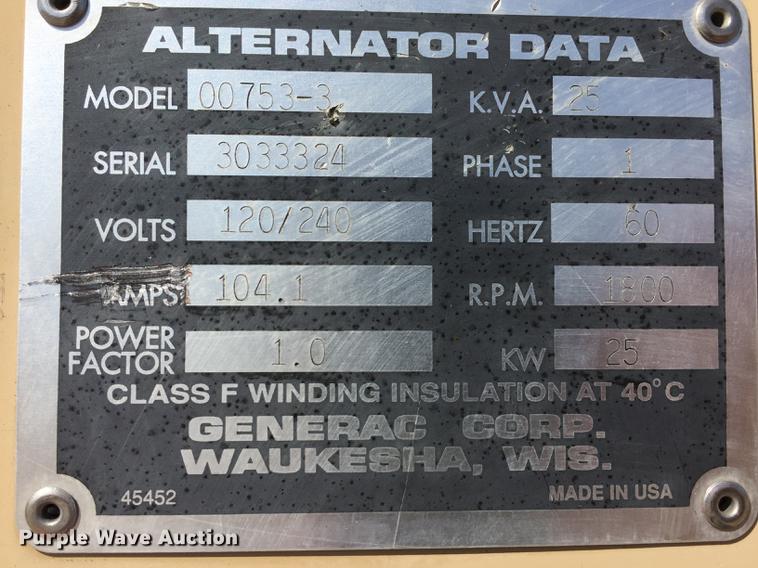 ALTERNATOR DATA
MODEL 00753-3 K.V.A. 25
SERIAL 3033324 PHASE 1
VOLTS 120/240 HERTZ 60
AMPS 104.1 R.P.M. 1800
POWER FACTOR 1.0 KW 25
CLASS F WINDING INSULATION AT 40°C
GENERAC CORP.
WAUKESHA, WIS.
45452 MADE IN USA
Purple Wave Auction